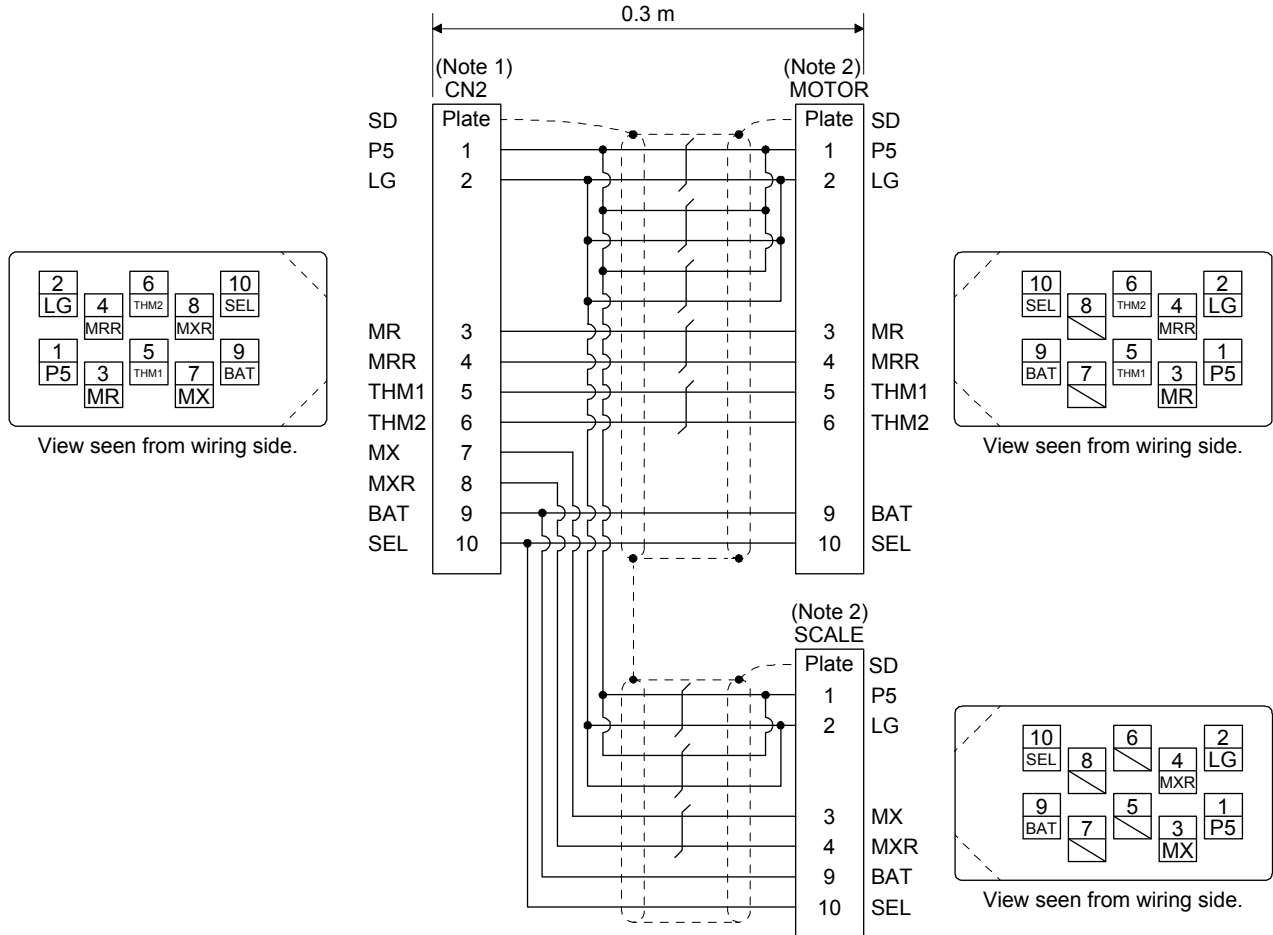 0.3 m
(Note 1)
CN2
(Note 2)
MOTOR
SD Plate Plate SD
P5 1 1 P5
LG 2 2 LG
MR 3 3 MR
MRR 4 4 MRR
THM1 5 5 THM1
THM2 6 6 THM2
MX 7
MXR 8
BAT 9 9 BAT
SEL 10 10 SEL
2 6 10
LG 4 THM2 8 SEL
MRR MXR
1 5 9
P5 3 THM1 7 BAT
MR MX
View seen from wiring side.
10 6 2
SEL 8 THM2 4 LG
MRR
9 5 1
BAT 7 THM1 3 P5
MR
View seen from wiring side.
(Note 2)
SCALE
Plate SD
1 P5
2 LG
3 MX
4 MXR
9 BAT
10 SEL
10 6 2
SEL 8 4 LG
MXR
9 5 1
BAT 7 3 P5
MX
View seen from wiring side.